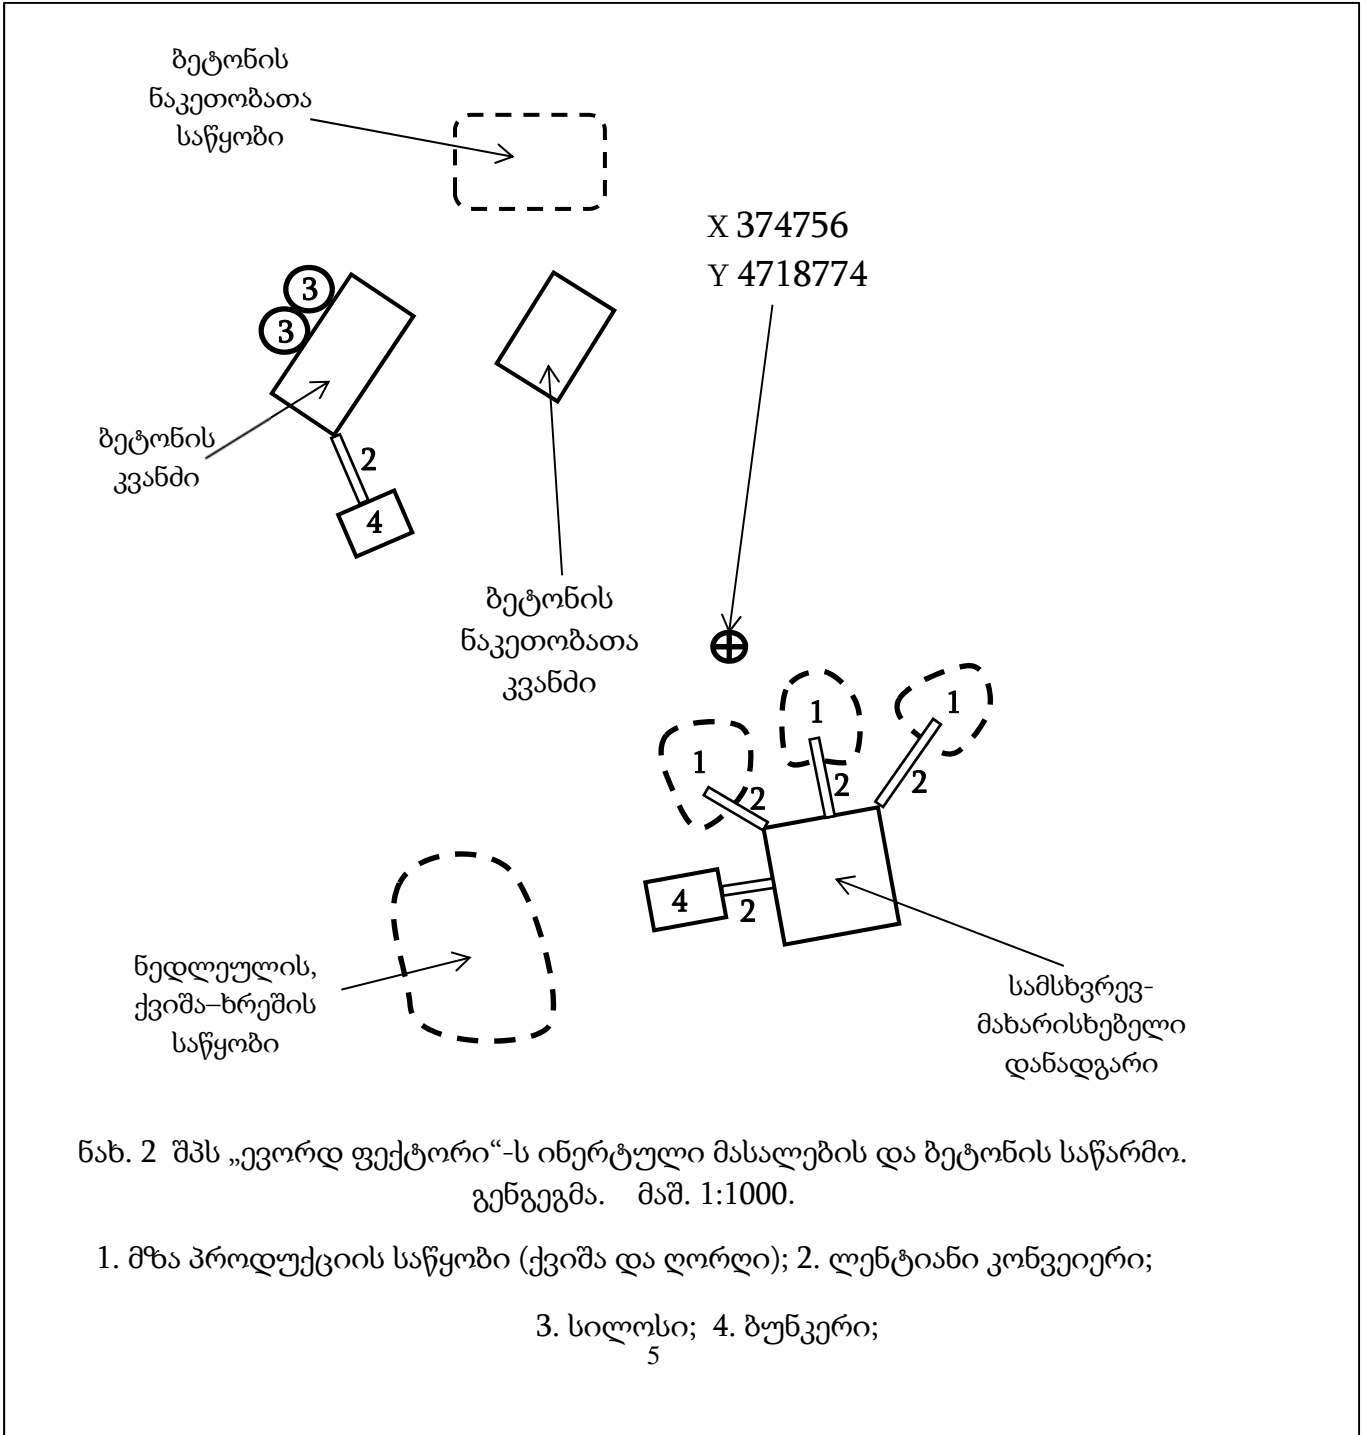 ბეტონის
ნაკეთობათა
საწყობი
X 374756
Y 4718774
3
3
ბეტონის
კვანძი
2
4
ბეტონის
ნაკეთობათა
კვანძი
1
1
1
2
2
2
4
2
ნედლეულის,
ქვიშა–ხრეშის
საწყობი
სამსხვრევ-
მახარისხებელი
დანადგარი
ნახ. 2 შპს „ევორდ ფექტორი“-ს ინერტული მასალების და ბეტონის საწარმო.
გენგეგმა. მაშ. 1:1000.
1. მზა პროდუქციის საწყობი (ქვიშა და ღორღი); 2. ლენტიანი კონვეიერი;
3. სილოსი; 4. ბუნკერი;
5